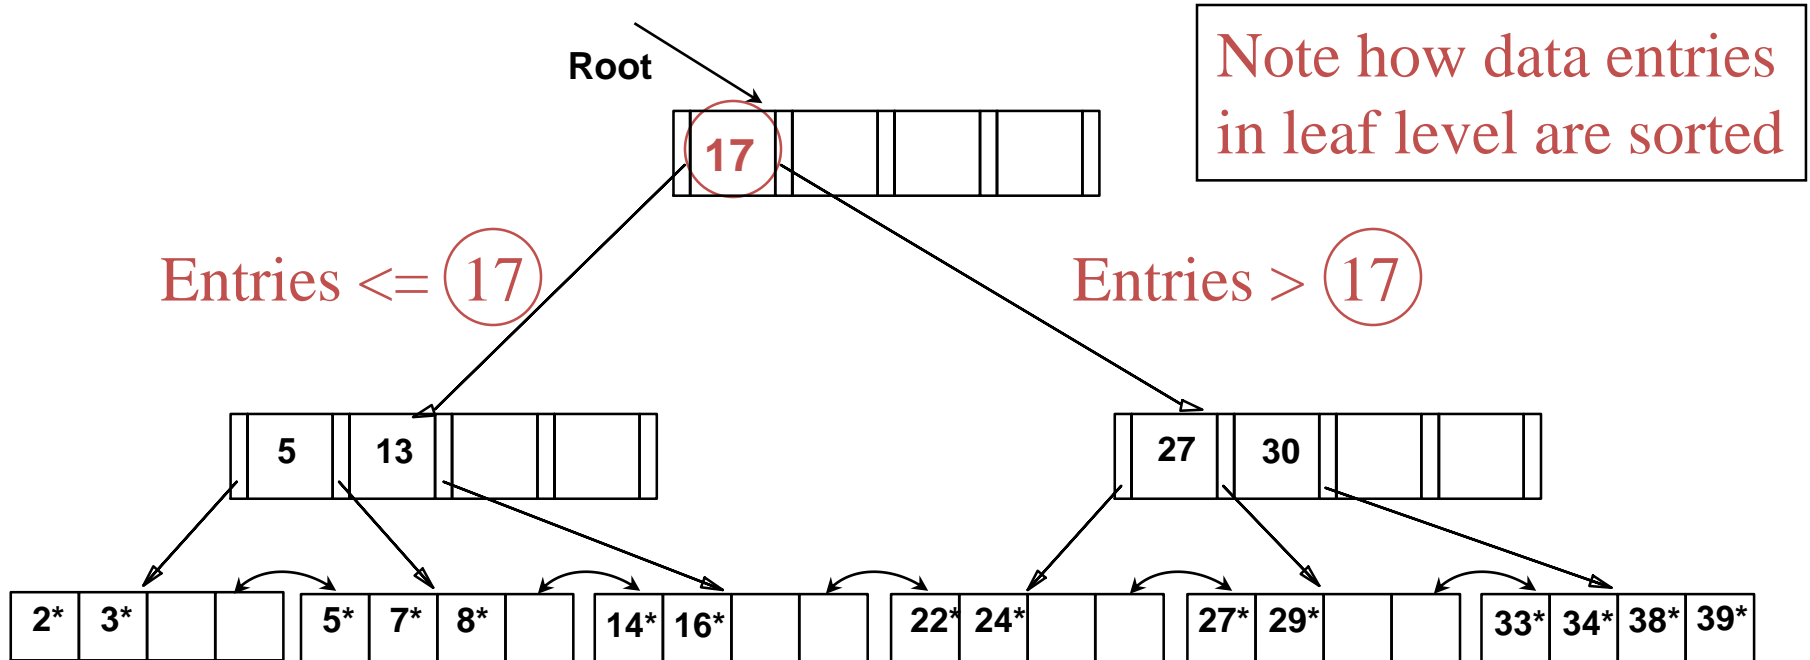 Root
Note how data entries
in leaf level are sorted
17
Entries <= 17
Entries > 17
5 13
27 30
2* 3*
5* 7* 8*
14* 16*
22* 24*
27* 29*
33* 34* 38* 39*